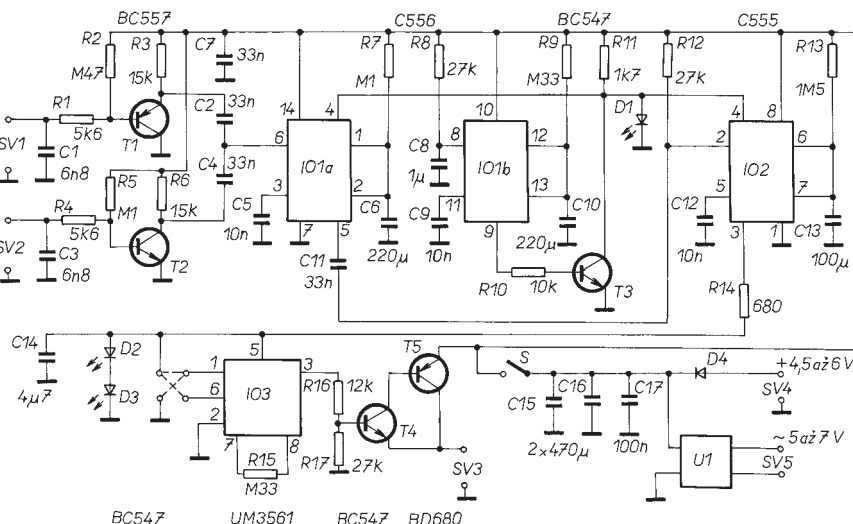 BC557 C556 BC547 C555
R2 R3 C7 33n R7 R8 R9 R11 R12 R13
M47 15k M1 27k M33 1k7 27k 1M5
R1 C2 33n D1
5k6 T1 14 4 10 4 8
SV1 C1 C4 6 1 C8 8 12 2 6
6n8 33n IO1a IO1b IO2
R5 R6 3 2 1μ 13 5 7
R4 M1 15k C5 C6 C9 11 C10 C12 C13
5k6 7 5 9 3 1
SV2 C3 T2 10n 220μ 10n 220μ 10n 100μ
6n8 C11 33n R10 10k T3 R14 680
C14 D2 5 T5
4μ7 D3 1 3 R16 12k S D4 +4,5až6V
6 IO3 C15 C16 C17 SV4
2 T4 2x470μ 100n ~5až7V
7 8 R17 27k U1
R15 SV3 SV5
M33
BC547 UM3561 BC547 BD680